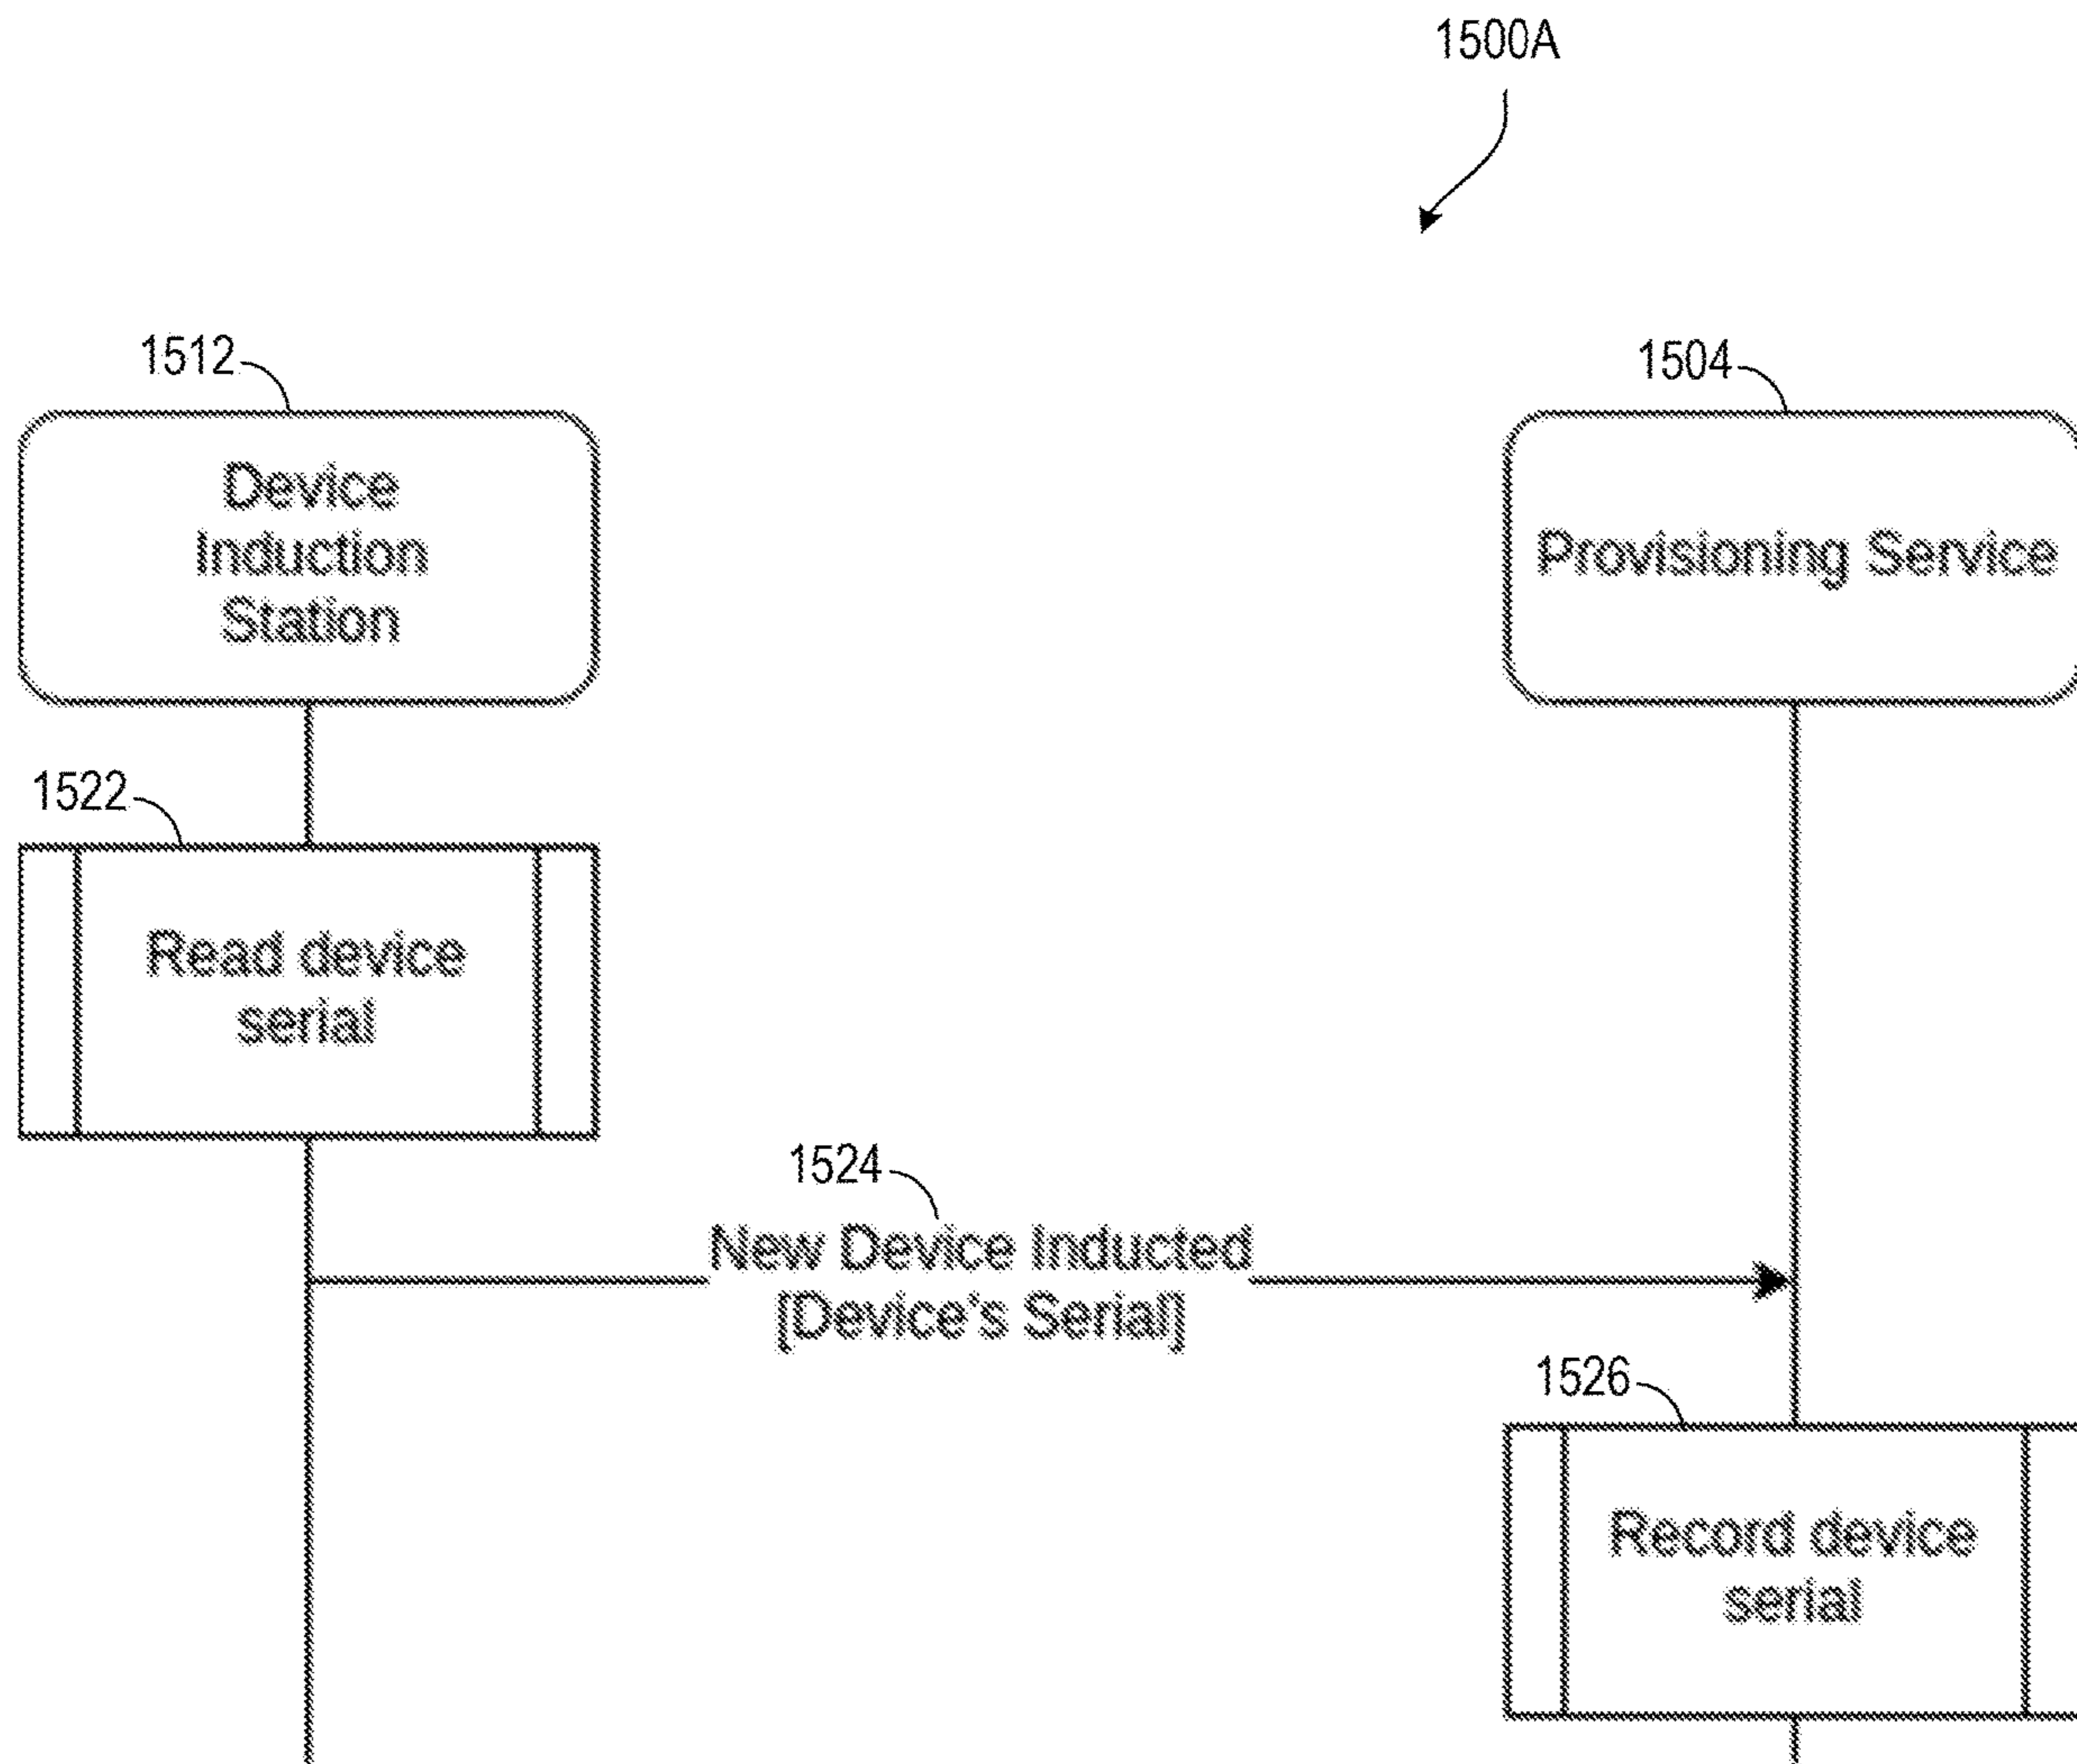 1500A
1512
Device
Induction
Station
1504
Provisioning Service
1522
Read device
serial
1524
New Device Inducted
[Device's Serial]
1526
Record device
serial